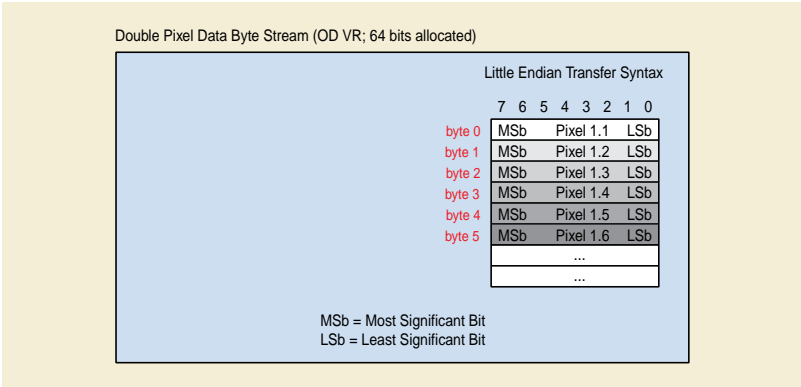 Double Pixel Data Byte Stream (OD VR; 64 bits allocated)
Little Endian Transfer Syntax
7 6 5 4 3 2 1 0
byte 0 MSb Pixel 1.1 LSb
byte 1 MSb Pixel 1.2 LSb
byte 2 MSb Pixel 1.3 LSb
byte 3 MSb Pixel 1.4 LSb
byte 4 MSb Pixel 1.5 LSb
byte 5 MSb Pixel 1.6 LSb
...
...
MSb = Most Significant Bit
LSb = Least Significant Bit